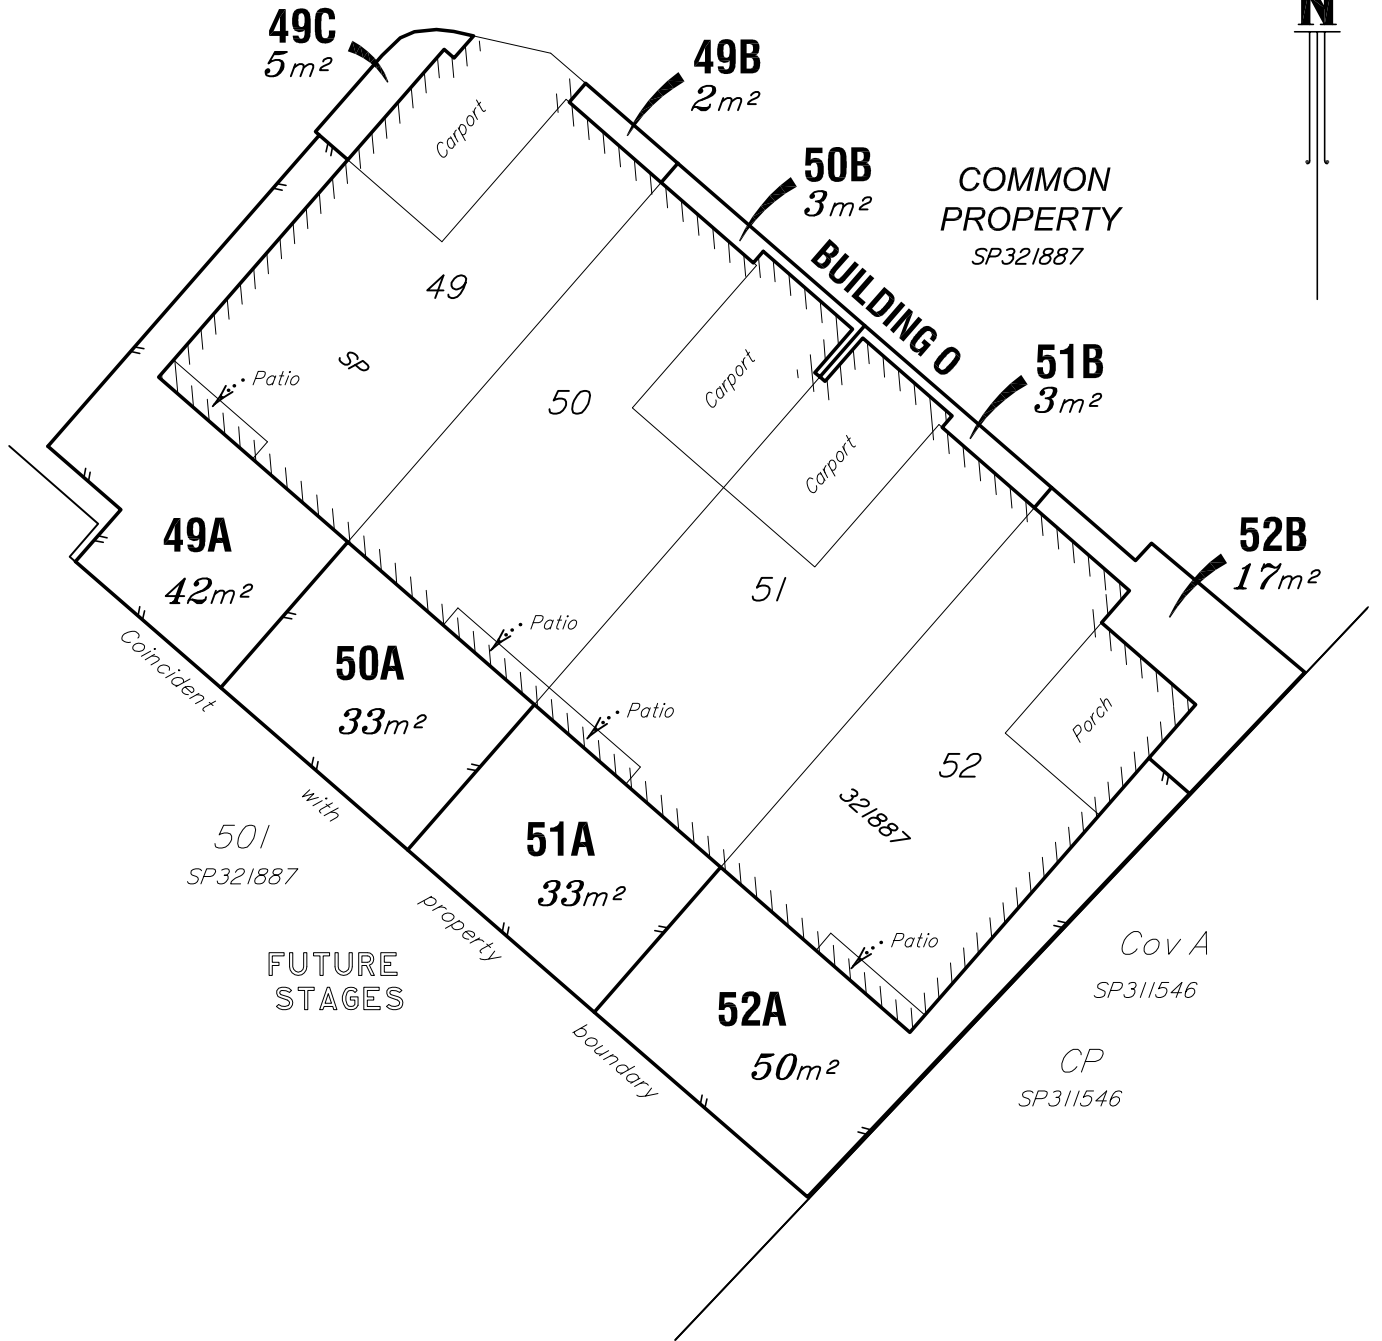 N
49C
5m²
49B
2m²
50B
3m²
COMMON
PROPERTY
SP321887
BUILDING O
51B
3m²
52B
17m²
Carport
49
SP
Patio
50
Carport
Carport
51
Patio
Patio
52
Porch
321887
Patio
49A
42m²
50A
33m²
51A
33m²
52A
50m²
Coincident
with
property
boundary
501
SP321887
FUTURE
STAGES
Cov A
SP311546
CP
SP311546